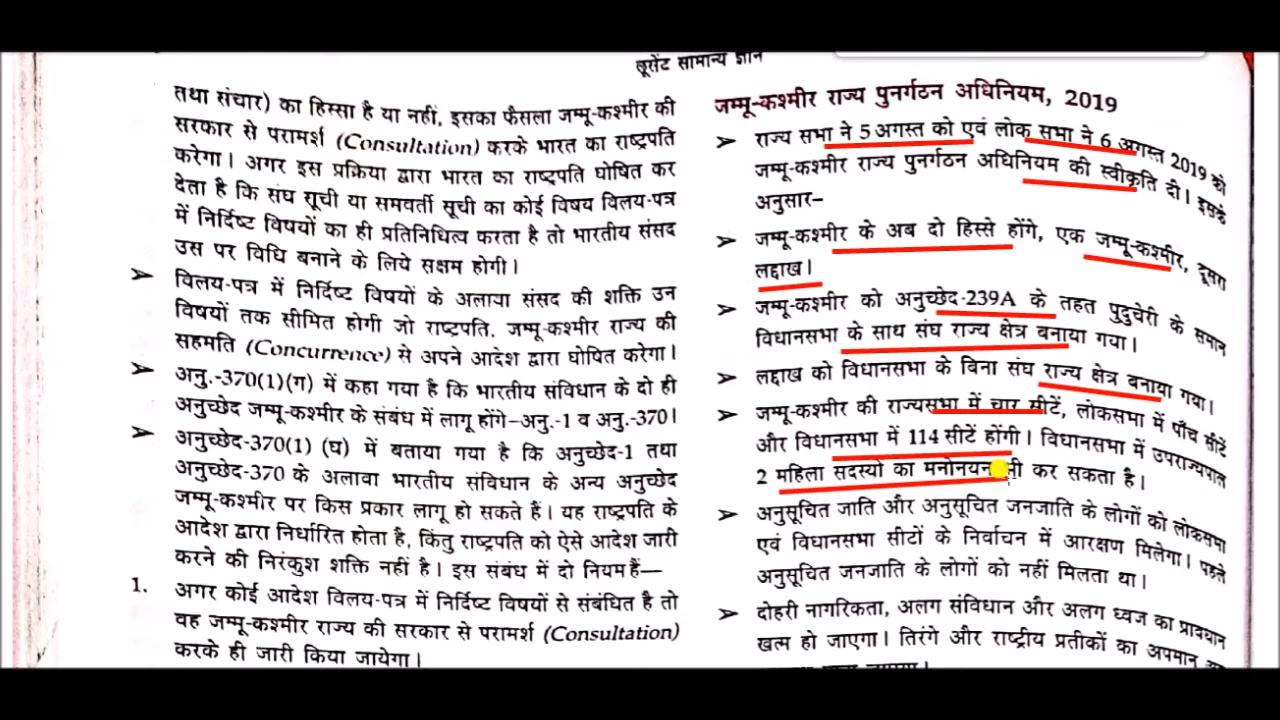 लूसेंट सामान्य ज्ञान
तथा संचार) का हिस्सा है या नहीं, इसका फैसला जम्मू-कश्मीर की
सरकार से परामर्श (Consultation) करके भारत का राष्ट्रपति
करेगा। अगर इस प्रक्रिया द्वारा भारत का राष्ट्रपति घोषित कर
देता है कि संघ सूची या समवर्ती सूची का कोई विषय विलय-पत्र
में निर्दिष्ट विषयों का ही प्रतिनिधित्व करता है तो भारतीय संसद
उस पर विधि बनाने के लिये सक्षम होगी।
➢ विलय-पत्र में निर्दिष्ट विषयों के अलावा संसद की शक्ति उन
विषयों तक सीमित होगी जो राष्ट्रपति, जम्मू-कश्मीर राज्य की
सहमति (Concurrence) से अपने आदेश द्वारा घोषित करेगा।
➢ अनु.-370(1)(ग) में कहा गया है कि भारतीय संविधान के दो ही
अनुच्छेद जम्मू-कश्मीर के संबंध में लागू होंगे–अनु.-1 व अनु.-370।
➢ अनुच्छेद-370(1) (घ) में बताया गया है कि अनुच्छेद-1 तथा
अनुच्छेद-370 के अलावा भारतीय संविधान के अन्य अनुच्छेद
जम्मू-कश्मीर पर किस प्रकार लागू हो सकते हैं। यह राष्ट्रपति के
आदेश द्वारा निर्धारित होता है, किंतु राष्ट्रपति को ऐसे आदेश जारी
करने की निरंकुश शक्ति नहीं है। इस संबंध में दो नियम हैं—
1. अगर कोई आदेश विलय-पत्र में निर्दिष्ट विषयों से संबंधित है तो
वह जम्मू-कश्मीर राज्य की सरकार से परामर्श (Consultation)
करके ही जारी किया जायेगा।
जम्मू-कश्मीर राज्य पुनर्गठन अधिनियम, 2019
➢ राज्य सभा ने 5 अगस्त को एवं लोक सभा ने 6 अगस्त 2019 को
जम्मू-कश्मीर राज्य पुनर्गठन अधिनियम की स्वीकृति दी। इसके
अनुसार–
➢ जम्मू-कश्मीर के अब दो हिस्से होंगे, एक जम्मू-कश्मीर, दूसरा
लद्दाख।
➢ जम्मू-कश्मीर को अनुच्छेद-239A के तहत पुदुचेरी के समान
विधानसभा के साथ संघ राज्य क्षेत्र बनाया गया।
➢ लद्दाख को विधानसभा के बिना संघ राज्य क्षेत्र बनाया गया।
➢ जम्मू-कश्मीर की राज्यसभा में चार सीटें, लोकसभा में पाँच सीटें
और विधानसभा में 114 सीटें होंगी। विधानसभा में उपराज्यपाल
2 महिला सदस्यो का मनोनयन कर सकता है।
➢ अनुसूचित जाति और अनुसूचित जनजाति के लोगों को लोकसभा
एवं विधानसभा सीटों के निर्वाचन में आरक्षण मिलेगा। पहले
अनुसूचित जनजाति के लोगों को नहीं मिलता था।
➢ दोहरी नागरिकता, अलग संविधान और अलग ध्वज का प्रावधान
खत्म हो जाएगा। तिरंगे और राष्ट्रीय प्रतीकों का अपमान